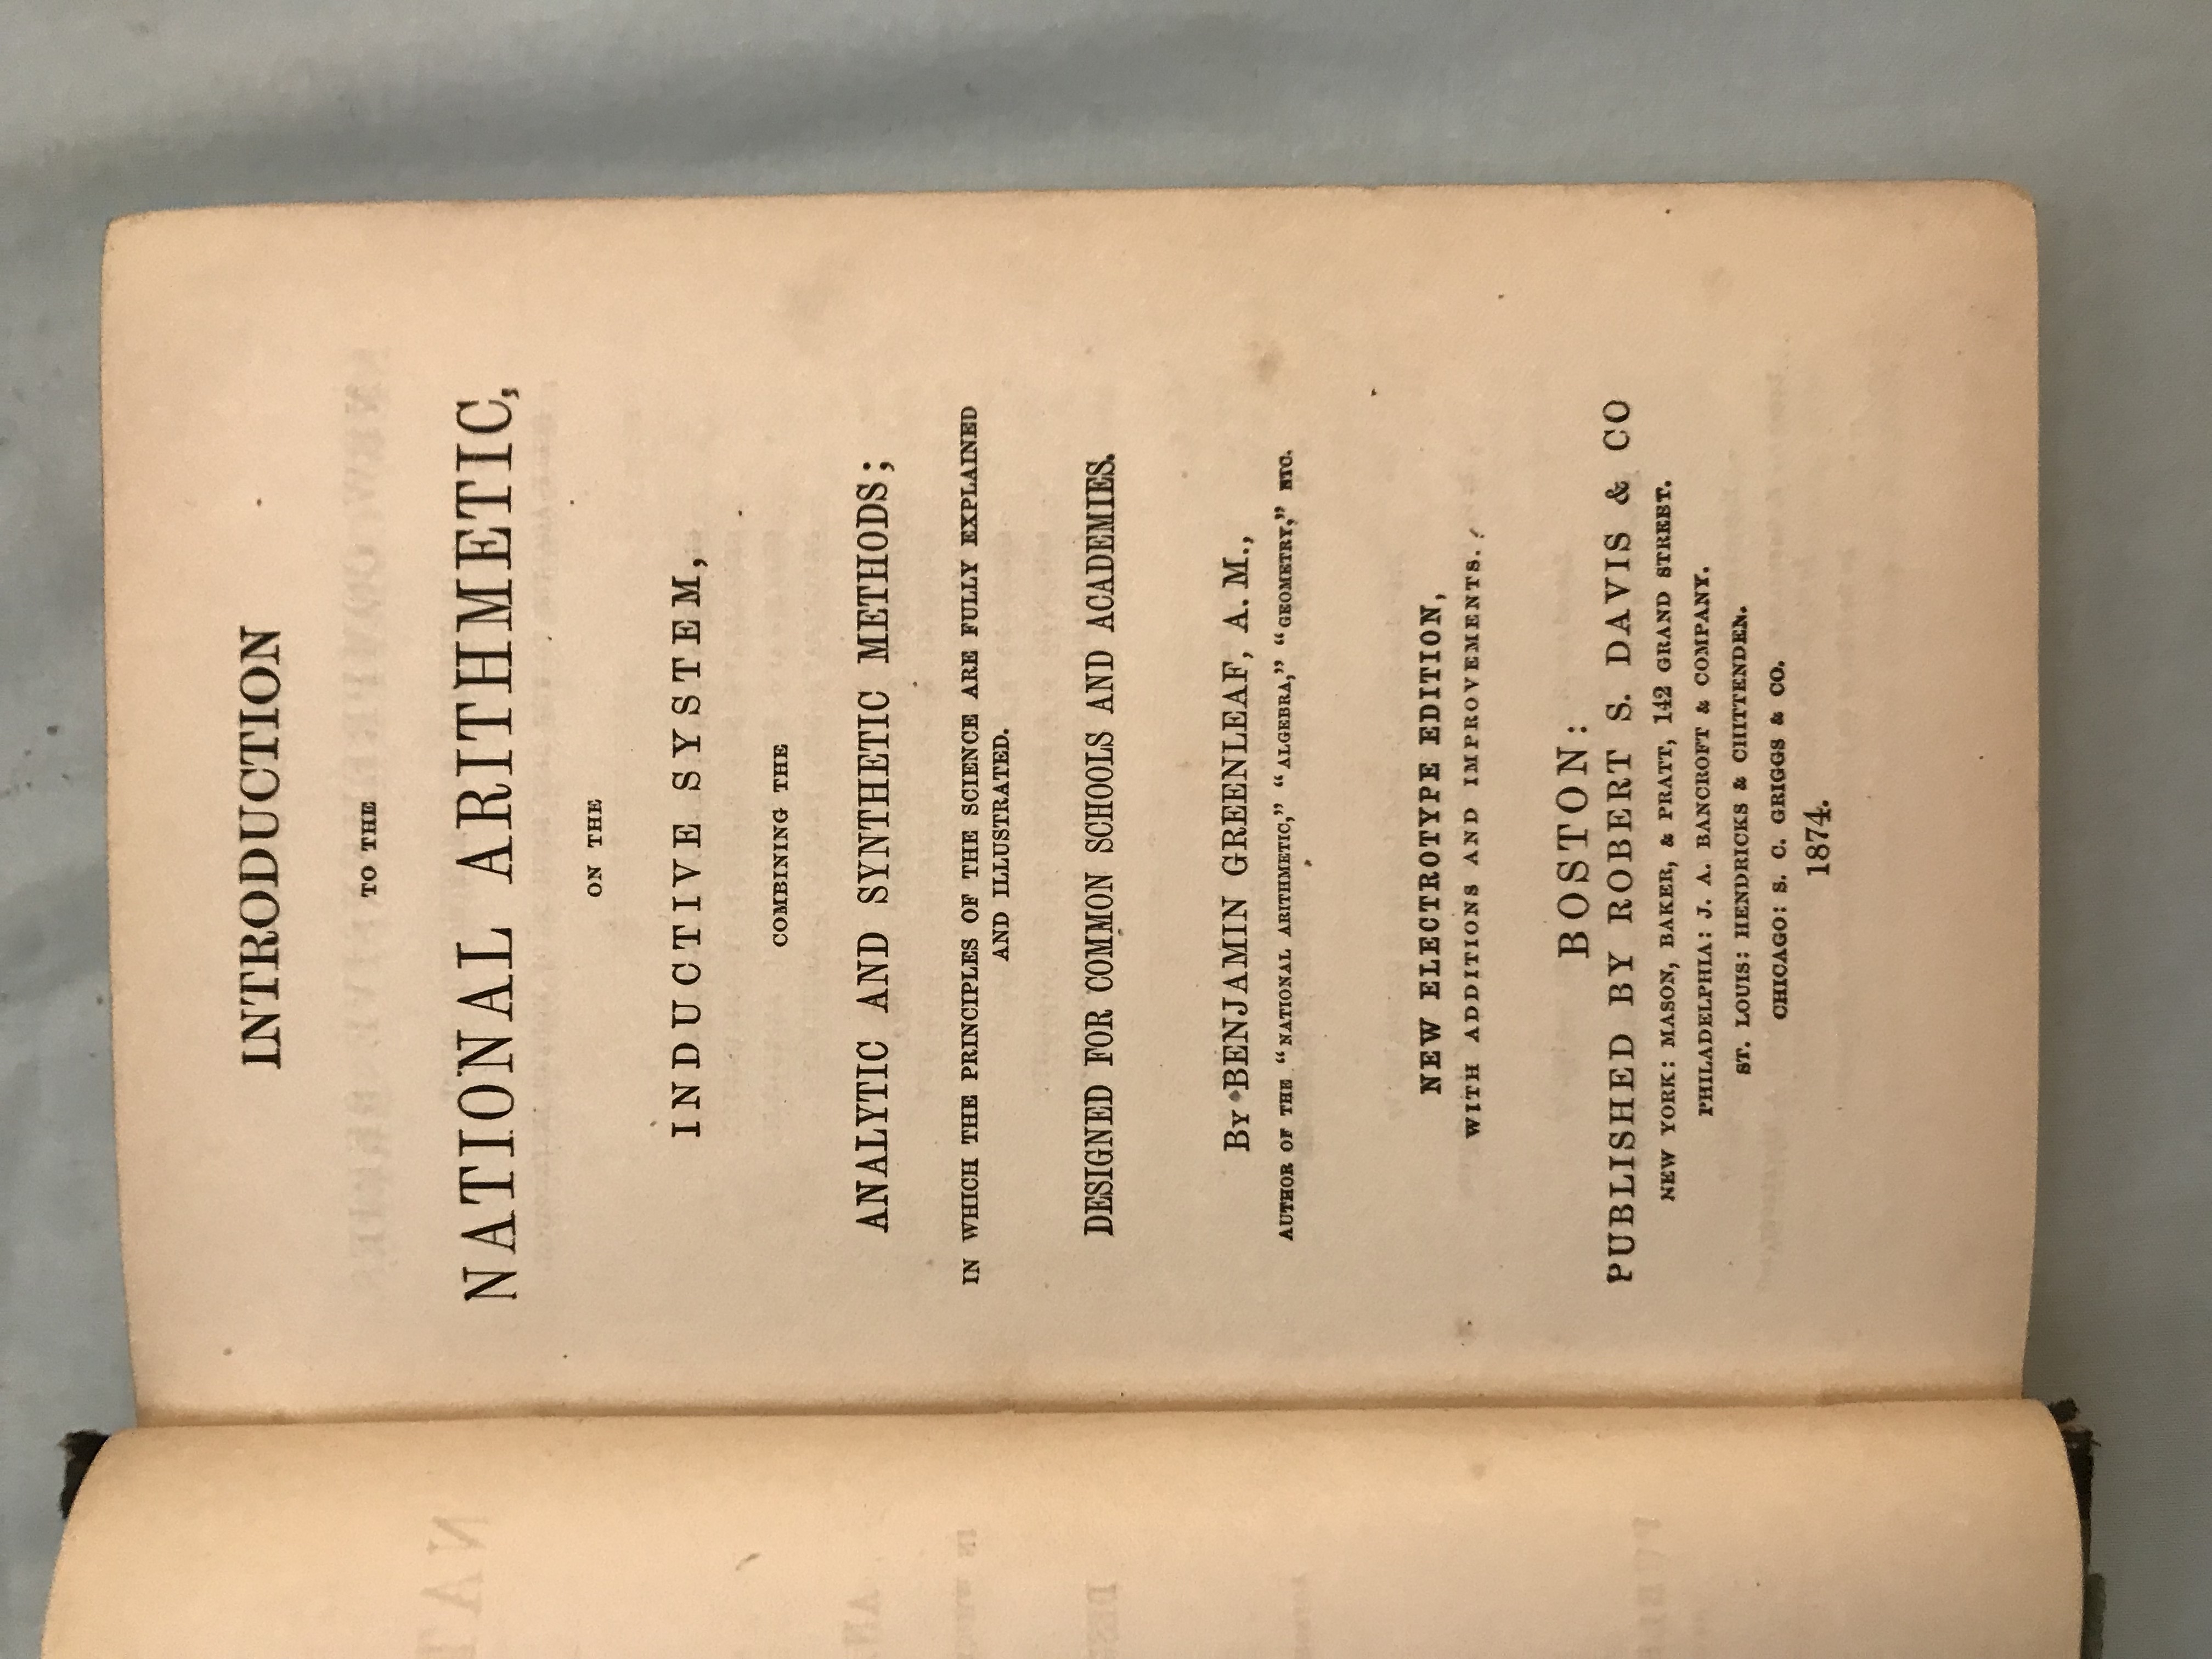 INTRODUCTION
TO THE
NATIONAL ARITHMETIC,
ON THE
INDUCTIVE SYSTEM,
COMBINING THE
ANALYTIC AND SYNTHETIC METHODS;
IN WHICH THE PRINCIPLES OF THE SCIENCE ARE FULLY EXPLAINED
AND ILLUSTRATED.
DESIGNED FOR COMMON SCHOOLS AND ACADEMIES.
BY BENJAMIN GREENLEAF, A.M.,
AUTHOR OF THE "NATIONAL ARITHMETIC," "ALGEBRA," "GEOMETRY," ETC.
NEW ELECTROTYPE EDITION,
WITH ADDITIONS AND IMPROVEMENTS.
BOSTON:
PUBLISHED BY ROBERT S. DAVIS & CO
NEW YORK: MASON, BAKER, & PRATT, 142 GRAND STREET.
PHILADELPHIA: J. A. BANCROFT & COMPANY.
ST. LOUIS: HENDRICKS & CHITTENDEN.
CHICAGO: S. C. GRIGGS & CO.
1874.